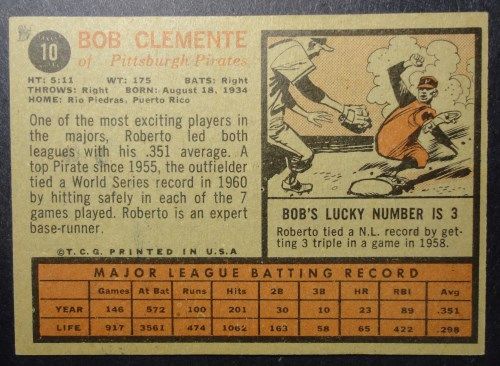 10
BOB CLEMENTE
of Pittsburgh Pirates
HT: 5:11 WT: 175 BATS: Right
THROWS: Right BORN: August 18, 1934
HOME: Rio Piedras, Puerto Rico
One of the most exciting players in
the majors, Roberto led both
leagues with his .351 average. A
top Pirate since 1955, the outfielder
tied a World Series record in 1960
by hitting safely in each of the 7
games played. Roberto is an expert
base-runner.
©T.C.G. PRINTED IN U.S.A
BOB'S LUCKY NUMBER IS 3
Roberto tied a N.L. record by get-
ting 3 triple in a game in 1958.
MAJOR LEAGUE BATTING RECORD
Games At Bat Runs Hits 2B 3B HR RBI Avg
YEAR 146 572 100 201 30 10 23 89 .351
LIFE 917 3561 474 1062 163 58 65 422 .298